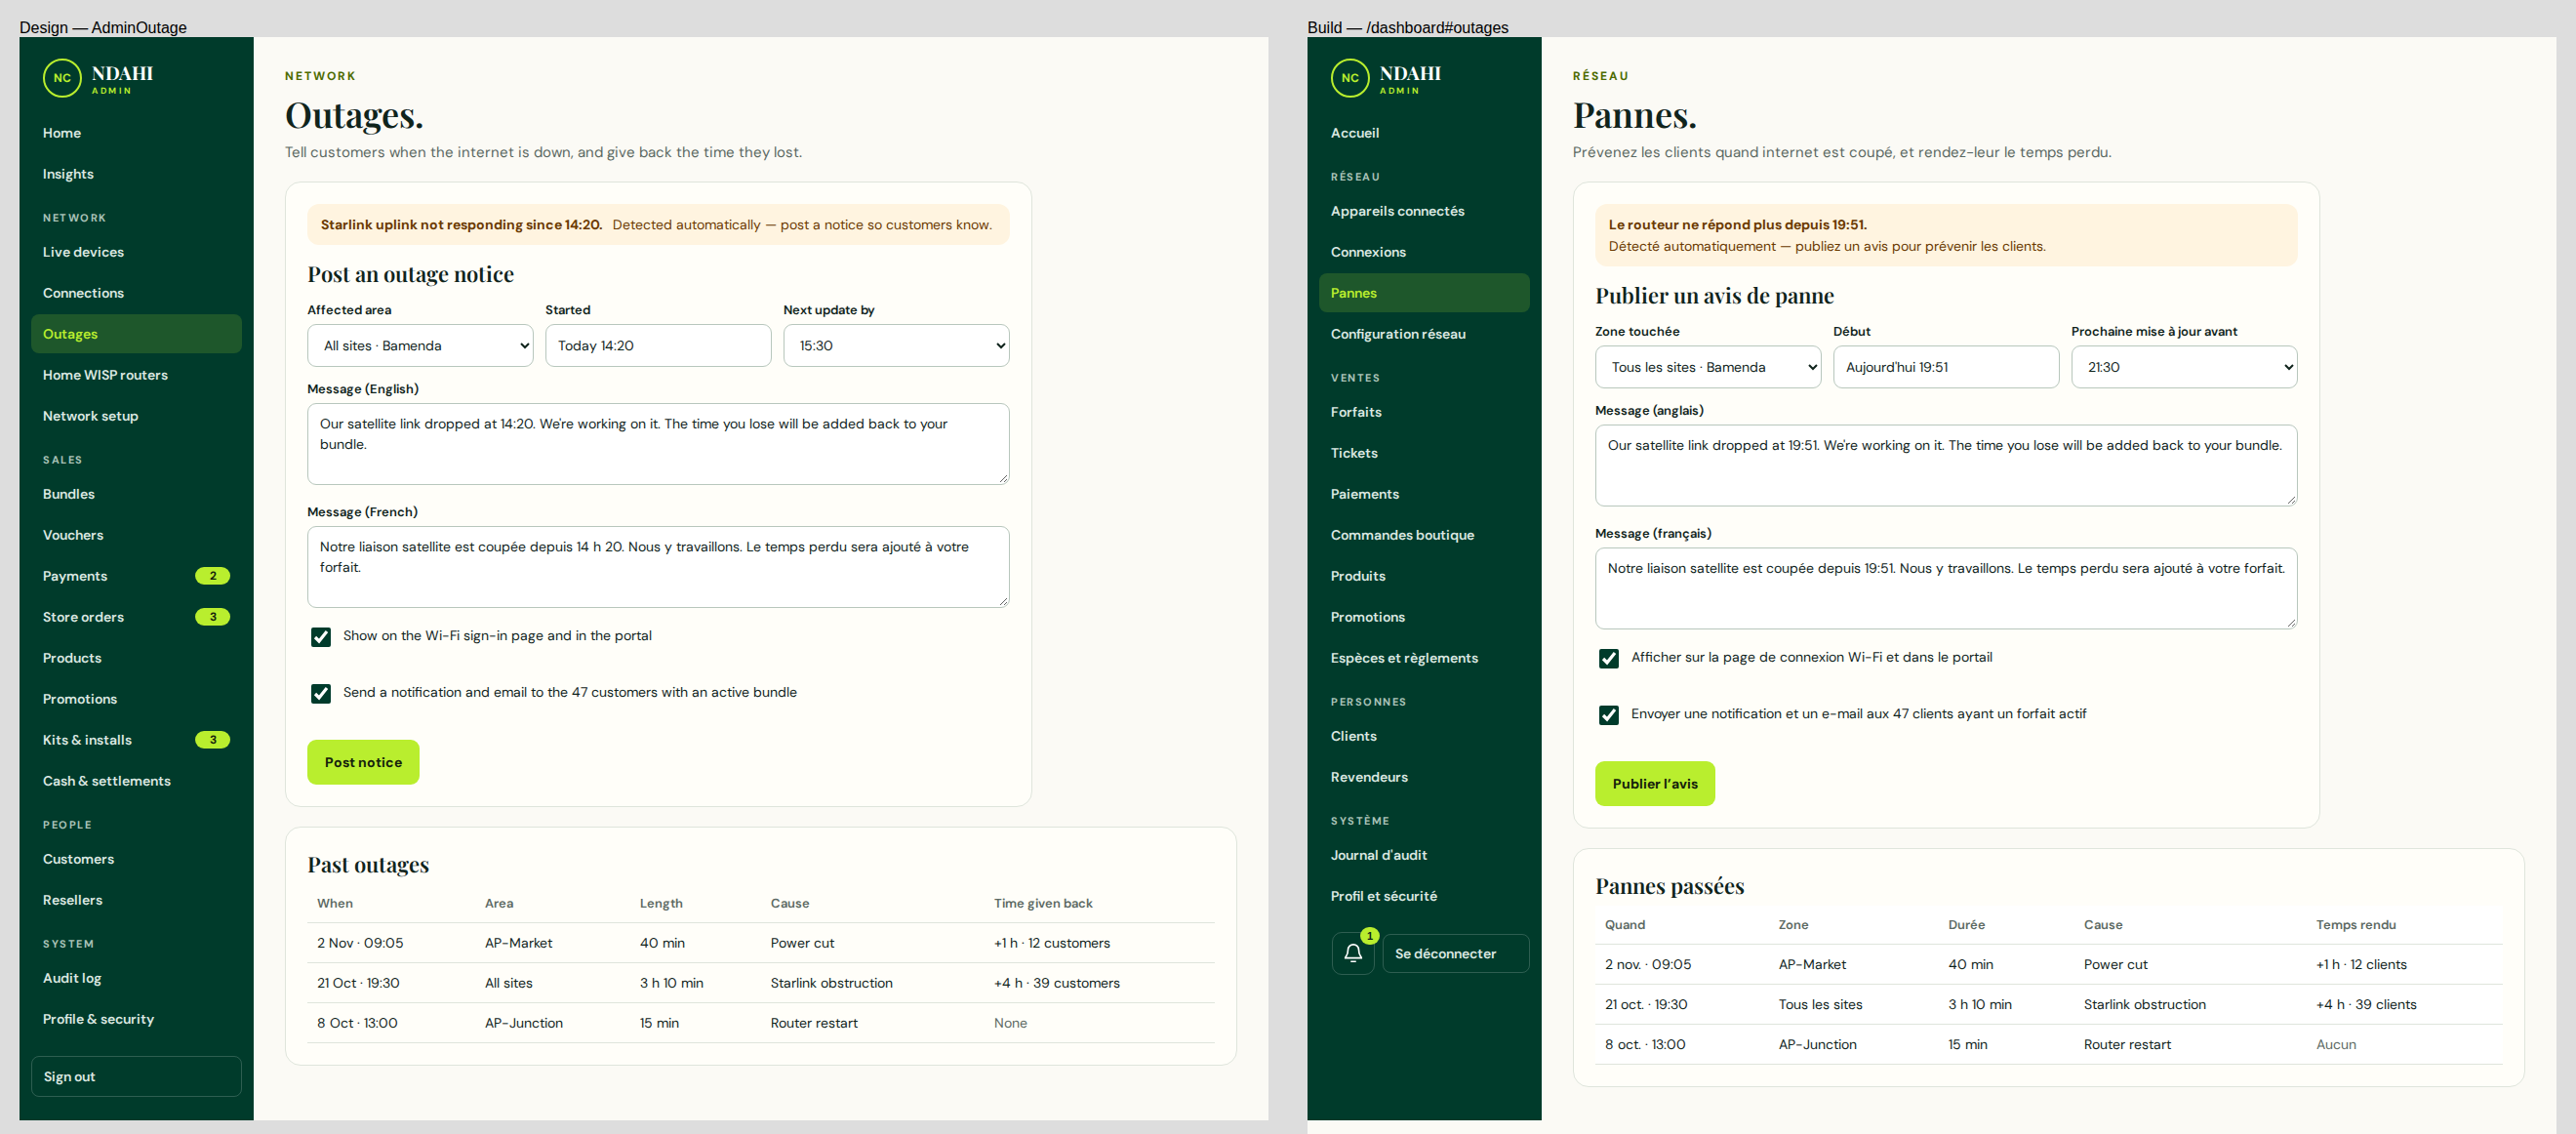 Design — AdminOutage
NC
NDAHI
ADMIN
Home
Insights
NETWORK
Live devices
Connections
Outages
Home WISP routers
Network setup
SALES
Bundles
Vouchers
Payments 2
Store orders 3
Products
Promotions
Kits & installs 3
Cash & settlements
PEOPLE
Customers
Resellers
SYSTEM
Audit log
Profile & security
Sign out
NETWORK
Outages.
Tell customers when the internet is down, and give back the time they lost.
Starlink uplink not responding since 14:20. Detected automatically — post a notice so customers know.
Post an outage notice
Affected area Started Next update by
All sites · Bamenda Today 14:20 15:30
Message (English)
Our satellite link dropped at 14:20. We're working on it. The time you lose will be added back to your
bundle.
Message (French)
Notre liaison satellite est coupée depuis 14 h 20. Nous y travaillons. Le temps perdu sera ajouté à votre
forfait.
Show on the Wi-Fi sign-in page and in the portal
Send a notification and email to the 47 customers with an active bundle
Post notice
Past outages
When Area Length Cause Time given back
2 Nov · 09:05 AP-Market 40 min Power cut +1 h · 12 customers
21 Oct · 19:30 All sites 3 h 10 min Starlink obstruction +4 h · 39 customers
8 Oct · 13:00 AP-Junction 15 min Router restart None
Build — /dashboard#outages
NC
NDAHI
ADMIN
Accueil
RÉSEAU
Appareils connectés
Connexions
Pannes
Configuration réseau
VENTES
Forfaits
Tickets
Paiements
Commandes boutique
Produits
Promotions
Espèces et règlements
PERSONNES
Clients
Revendeurs
SYSTÈME
Journal d'audit
Profil et sécurité
1
Se déconnecter
RÉSEAU
Pannes.
Prévenez les clients quand internet est coupé, et rendez-leur le temps perdu.
Le routeur ne répond plus depuis 19:51.
Détecté automatiquement — publiez un avis pour prévenir les clients.
Publier un avis de panne
Zone touchée Début Prochaine mise à jour avant
Tous les sites · Bamenda Aujourd'hui 19:51 21:30
Message (anglais)
Our satellite link dropped at 19:51. We're working on it. The time you lose will be added back to your bundle.
Message (français)
Notre liaison satellite est coupée depuis 19:51. Nous y travaillons. Le temps perdu sera ajouté à votre forfait.
Afficher sur la page de connexion Wi-Fi et dans le portail
Envoyer une notification et un e-mail aux 47 clients ayant un forfait actif
Publier l’avis
Pannes passées
Quand Zone Durée Cause Temps rendu
2 nov. · 09:05 AP-Market 40 min Power cut +1 h · 12 clients
21 oct. · 19:30 Tous les sites 3 h 10 min Starlink obstruction +4 h · 39 clients
8 oct. · 13:00 AP-Junction 15 min Router restart Aucun